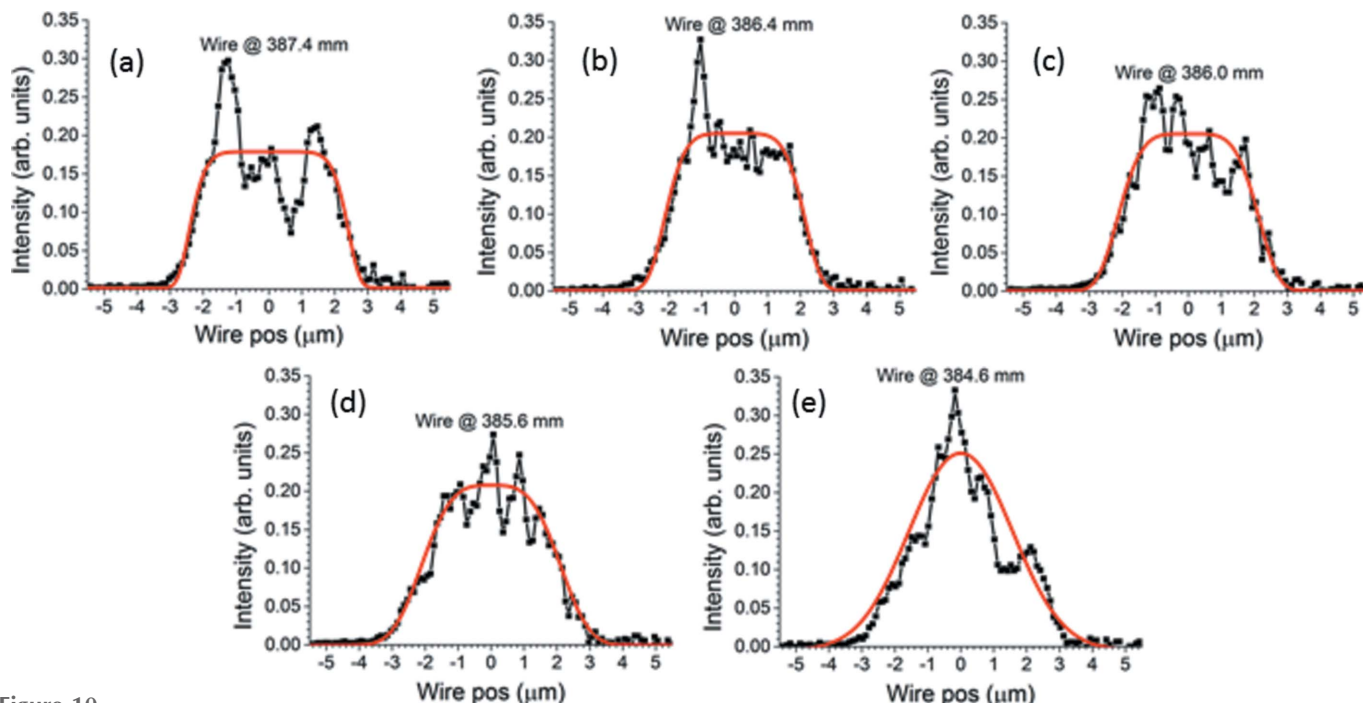 (a)
Wire @ 387.4 mm
Intensity (arb. units)
0.35
0.30
0.25
0.20
0.15
0.10
0.05
0.00
-5 -4 -3 -2 -1 0 1 2 3 4 5
Wire pos (μm)
(b)
Wire @ 386.4 mm
Intensity (arb. units)
0.35
0.30
0.25
0.20
0.15
0.10
0.05
0.00
-5 -4 -3 -2 -1 0 1 2 3 4 5
Wire pos (μm)
(c)
Wire @ 386.0 mm
Intensity (arb. units)
0.35
0.30
0.25
0.20
0.15
0.10
0.05
0.00
-5 -4 -3 -2 -1 0 1 2 3 4 5
Wire pos (μm)
(d)
Wire @ 385.6 mm
Intensity (arb. units)
0.35
0.30
0.25
0.20
0.15
0.10
0.05
0.00
-5 -4 -3 -2 -1 0 1 2 3 4 5
Wire pos (μm)
(e)
Wire @ 384.6 mm
Intensity (arb. units)
0.35
0.30
0.25
0.20
0.15
0.10
0.05
0.00
-5 -4 -3 -2 -1 0 1 2 3 4 5
Wire pos (μm)